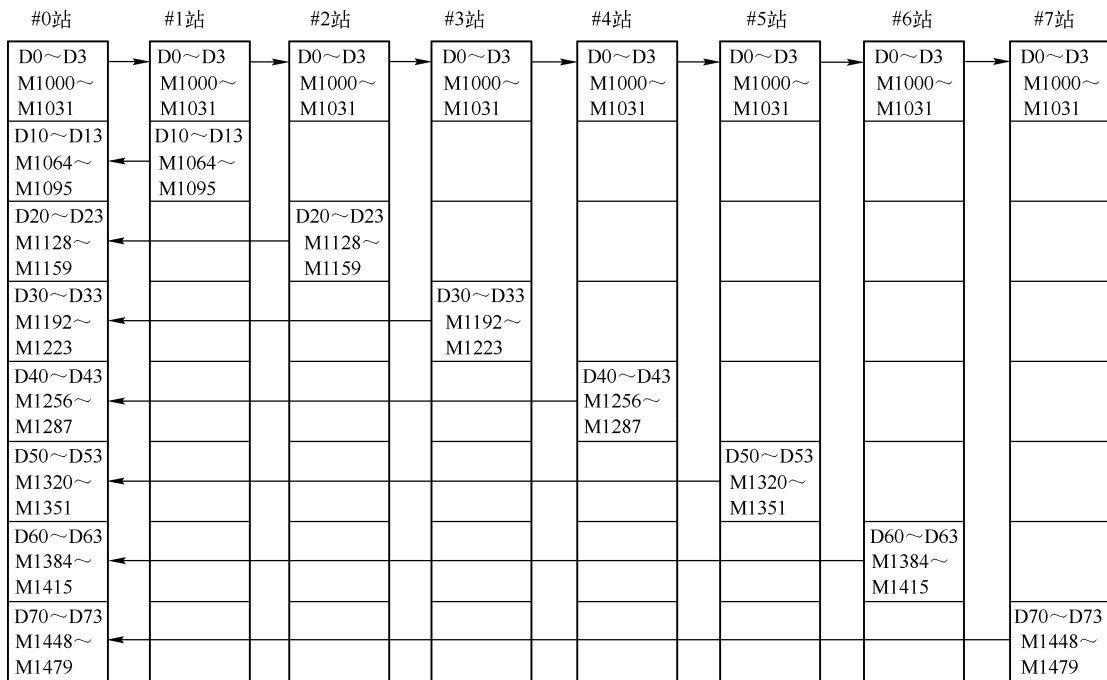 #0站 #1站 #2站 #3站 #4站 #5站 #6站 #7站
D0～D3 D0～D3 D0～D3 D0～D3 D0～D3 D0～D3 D0～D3 D0～D3
M1000～ M1000～ M1000～ M1000～ M1000～ M1000～ M1000～ M1000～
M1031 M1031 M1031 M1031 M1031 M1031 M1031 M1031
D10～D13 D10～D13
M1064～ M1064～
M1095 M1095
D20～D23 D20～D23
M1128～ M1128～
M1159 M1159
D30～D33 D30～D33
M1192～ M1192～
M1223 M1223
D40～D43 D40～D43
M1256～ M1256～
M1287 M1287
D50～D53 D50～D53
M1320～ M1320～
M1351 M1351
D60～D63 D60～D63
M1384～ M1384～
M1415 M1415
D70～D73 D70～D73
M1448～ M1448～
M1479 M1479